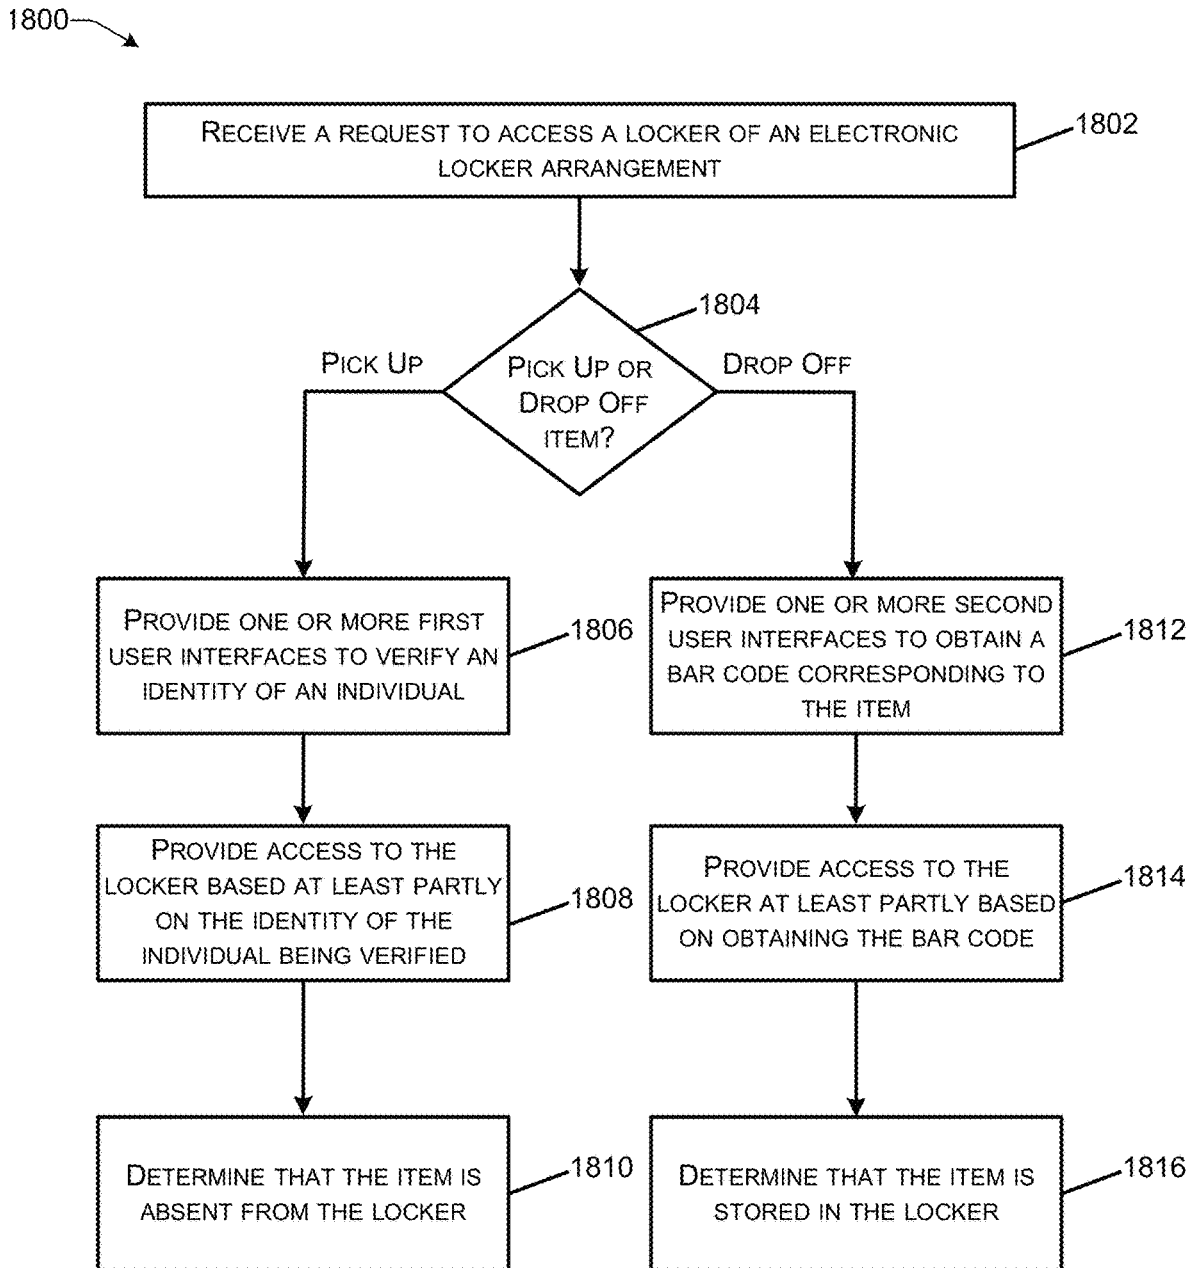 1800
RECEIVE A REQUEST TO ACCESS A LOCKER OF AN ELECTRONIC
LOCKER ARRANGEMENT
1802
1804
PICK UP
PICK UP OR
DROP OFF
ITEM?
DROP OFF
PROVIDE ONE OR MORE FIRST
USER INTERFACES TO VERIFY AN
IDENTITY OF AN INDIVIDUAL
1806
PROVIDE ONE OR MORE SECOND
USER INTERFACES TO OBTAIN A
BAR CODE CORRESPONDING TO
THE ITEM
1812
PROVIDE ACCESS TO THE
LOCKER BASED AT LEAST PARTLY
ON THE IDENTITY OF THE
INDIVIDUAL BEING VERIFIED
1808
PROVIDE ACCESS TO THE
LOCKER AT LEAST PARTLY BASED
ON OBTAINING THE BAR CODE
1814
DETERMINE THAT THE ITEM IS
ABSENT FROM THE LOCKER
1810
DETERMINE THAT THE ITEM IS
STORED IN THE LOCKER
1816